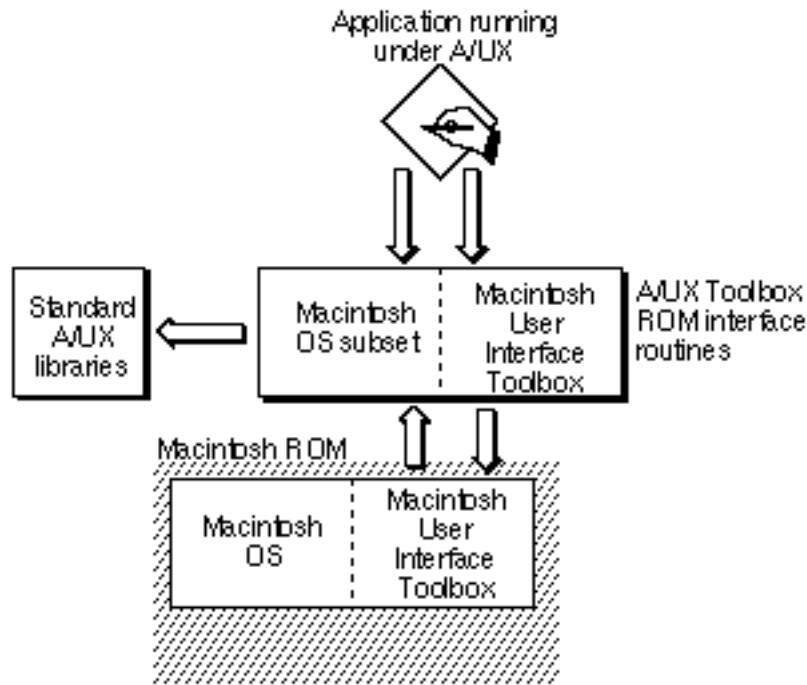 Application running
under A/UX
Standard
A/UX
libraries
Macintosh
OS subset
Macintosh
User
Interface
Toolbox
A/UX Toolbox
ROM interface
routines
Macintosh ROM
Macintosh
OS
Macintosh
User
Interface
Toolbox